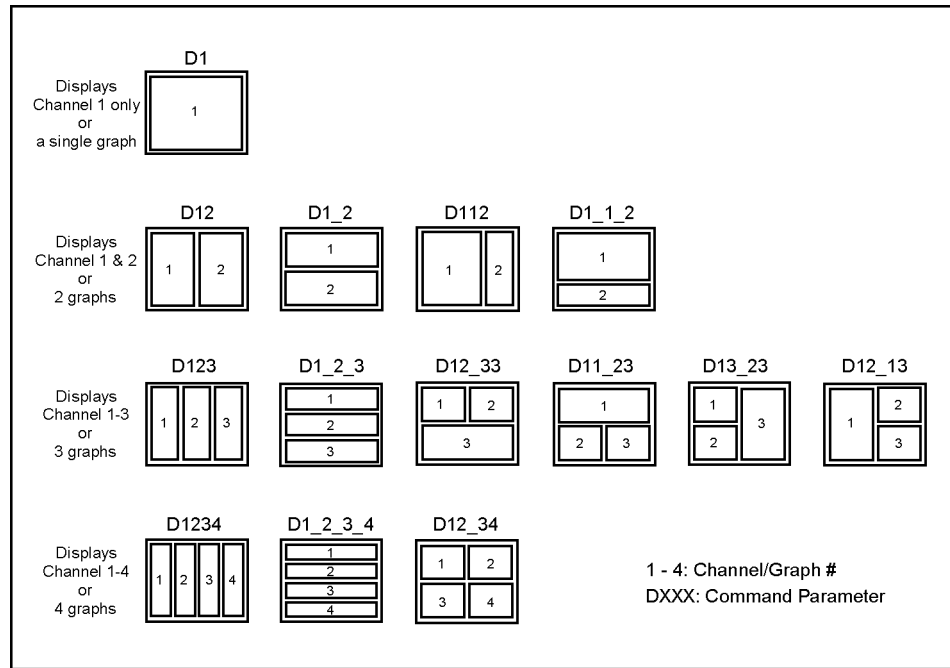 D1
Displays
Channel 1 only
or
a single graph
1
D12 D1_2 D112 D1_1_2
Displays
Channel 1 & 2
or
2 graphs
1 2
1
2
1 2
1
2
D123 D1_2_3 D12_33 D11_23 D13_23 D12_13
Displays
Channel 1-3
or
3 graphs
1 2 3
1
2
3
1 2
3
1
2 3
1
2
3
1
2
3
D1234 D1_2_3_4 D12_34
Displays
Channel 1-4
or
4 graphs
1 2 3 4
1
2
3
4
1 2
3 4
1 - 4: Channel/Graph #
DXXX: Command Parameter